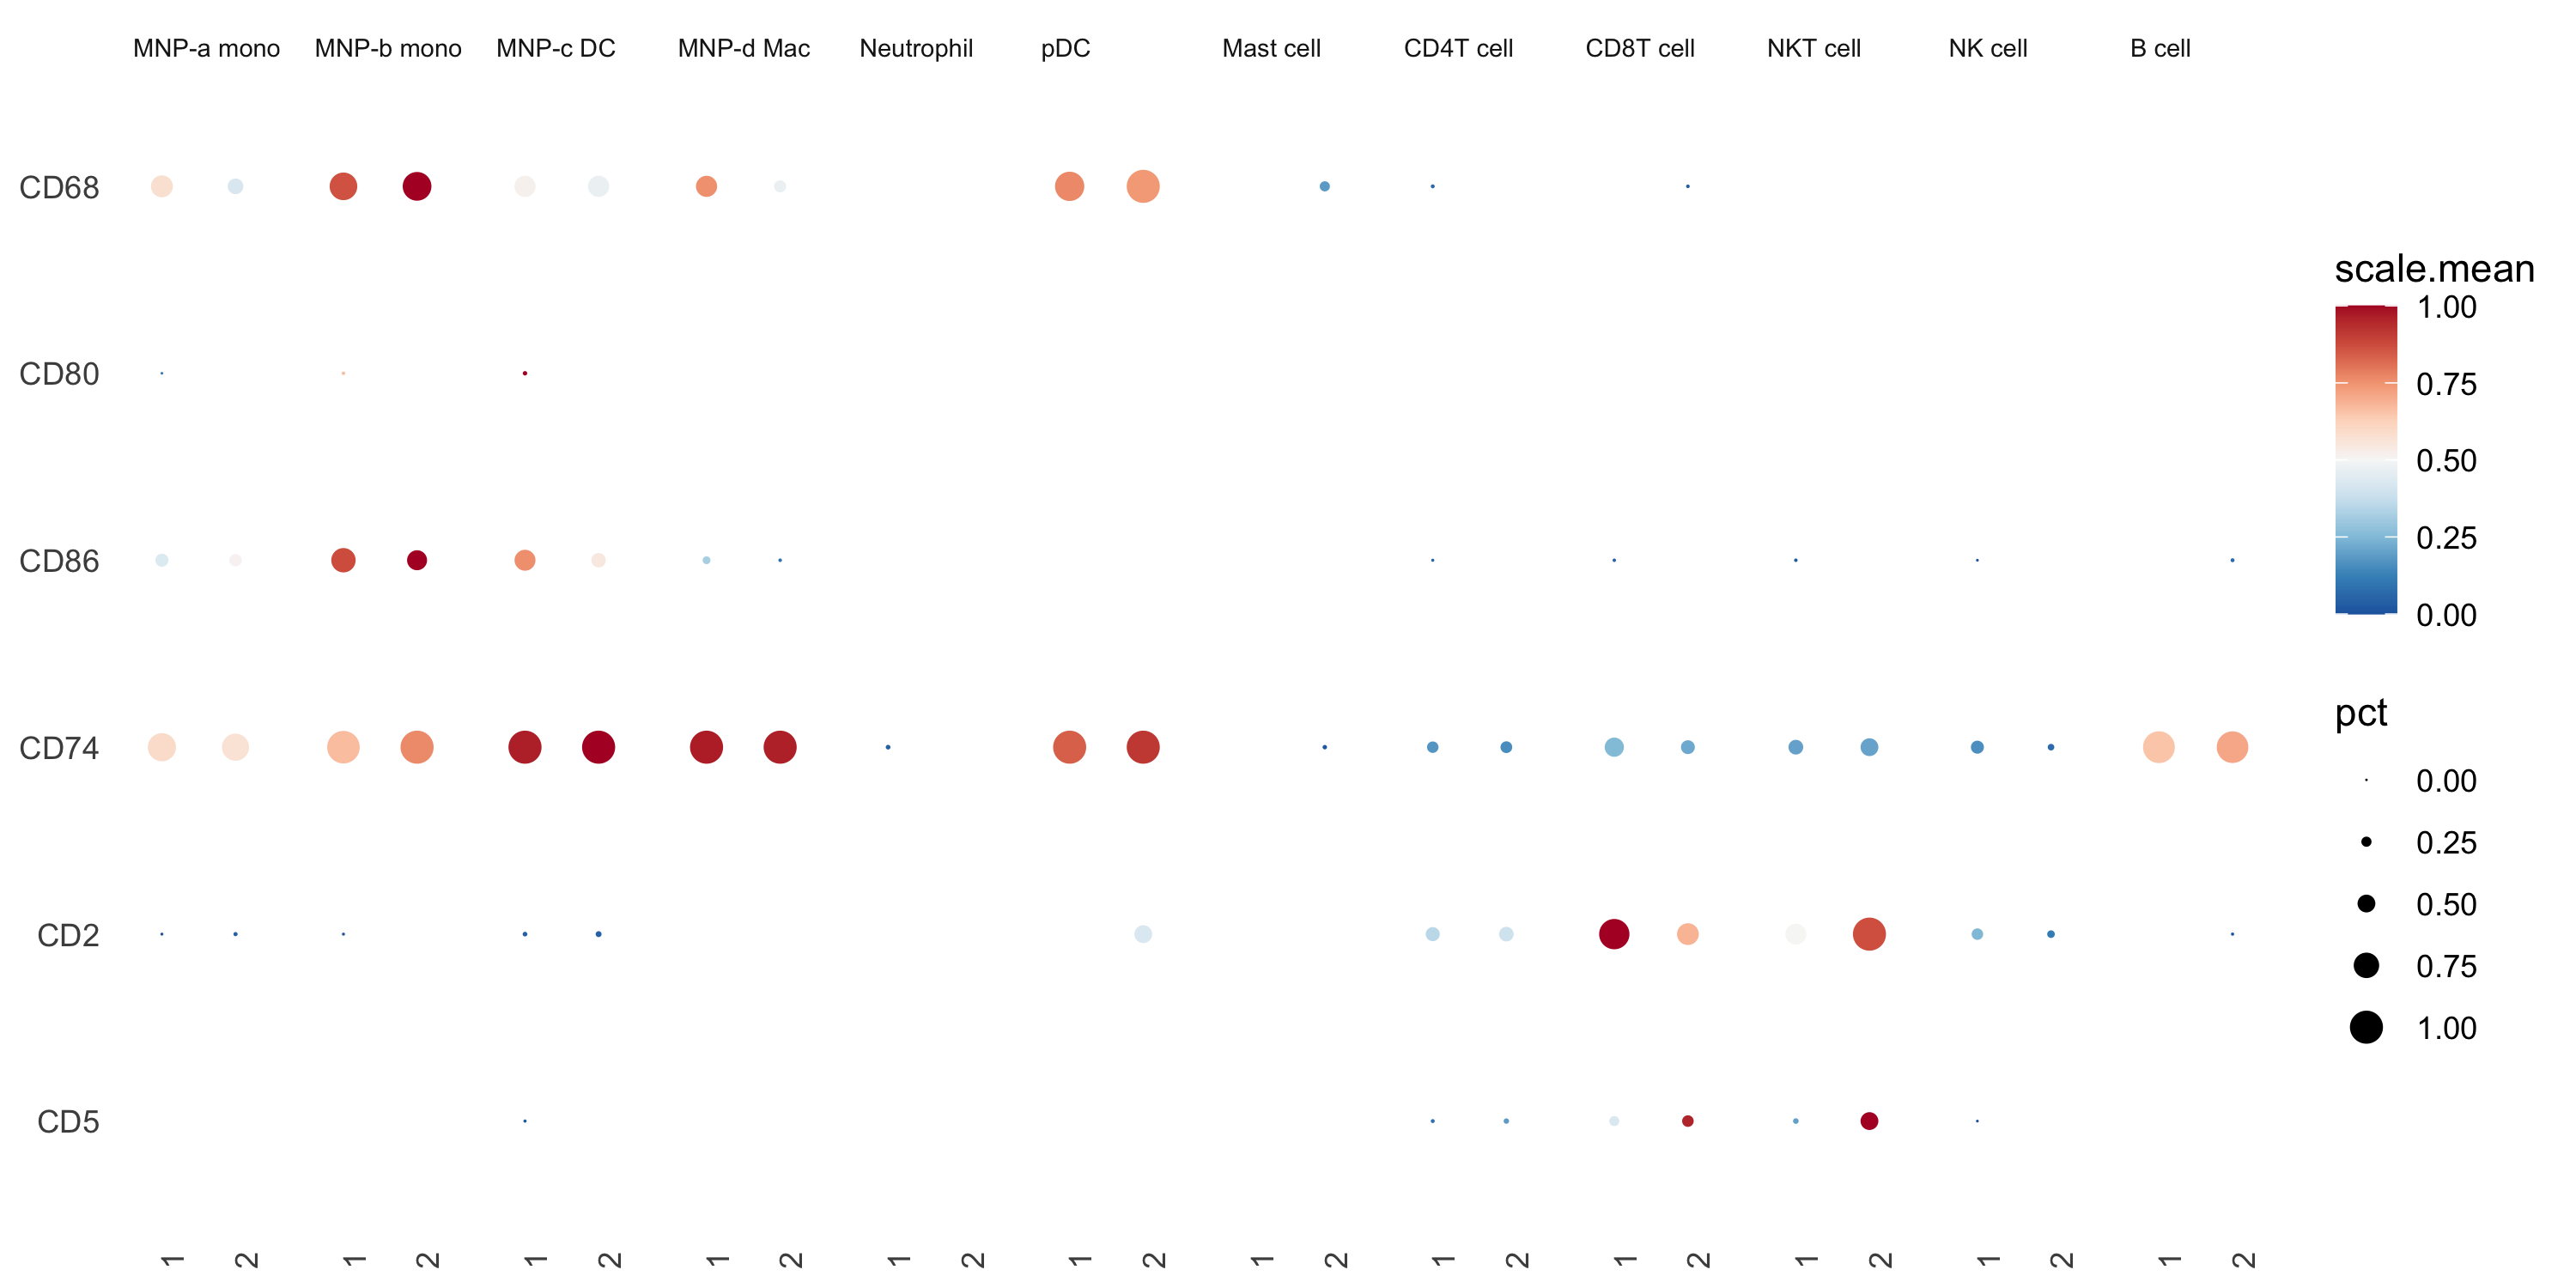 MNP-a mono MNP-b mono MNP-c DC MNP-d Mac Neutrophil pDC Mast cell CD4T cell CD8T cell NKT cell NK cell B cell
CD68
CD80
CD86
CD74
CD2
CD5
1 2 1 2 1 2 1 2 1 2 1 2 1 2 1 2 1 2 1 2 1 2 1 2
scale.mean
1.00
0.75
0.50
0.25
0.00
pct
0.00
0.25
0.50
0.75
1.00